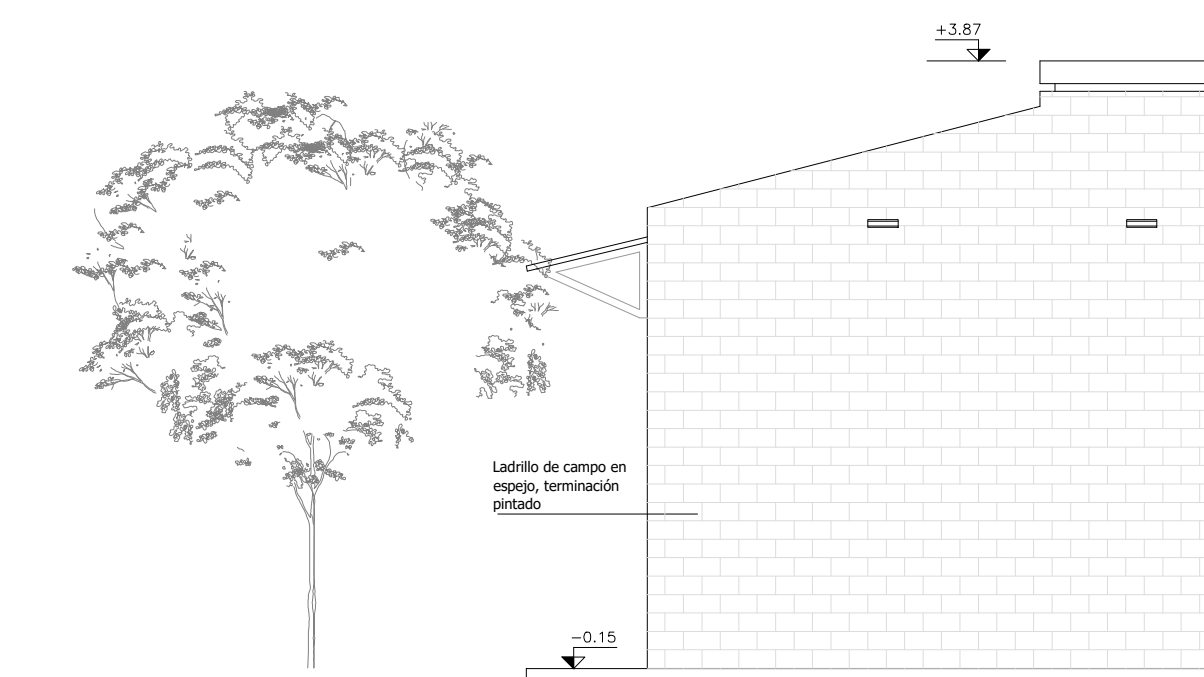 +3.87
Ladrillo de campo en
espejo, terminación
pintado
−0.15